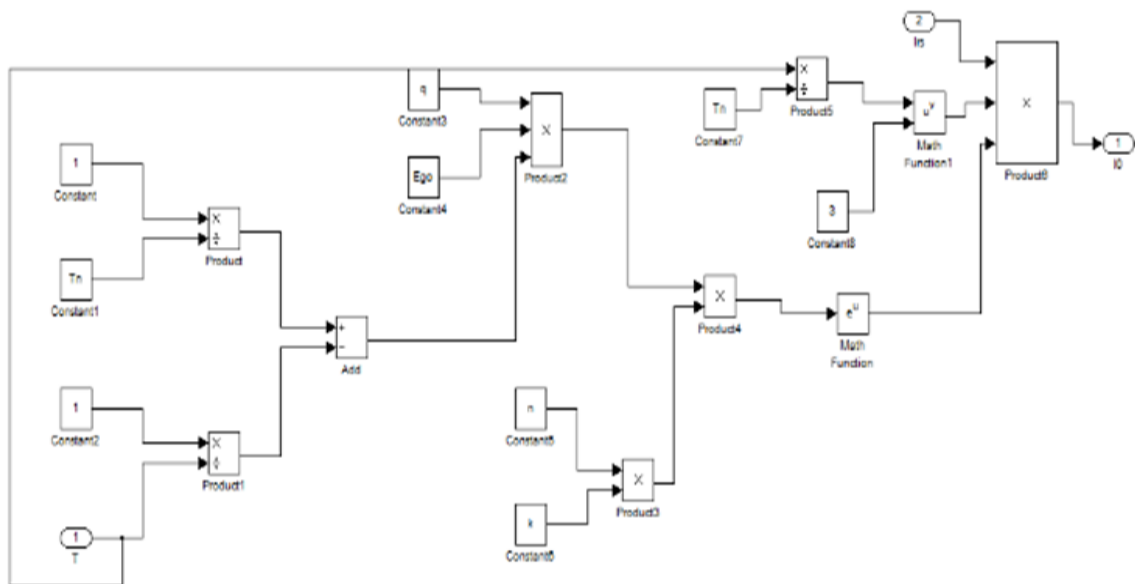 2
Irs
q
Constant3
×
÷
Product5
Tn
Constant7
u^v
Math
Function1
×
Product6
1
I0
1
Constant
Ego
Constant4
×
Product2
×
÷
Product
3
Constant8
Tn
Constant1
×
Product4
e^u
Math
Function
+
−
Add
1
Constant2
×
÷
Product1
n
Constant5
×
Product3
k
Constant6
1
T